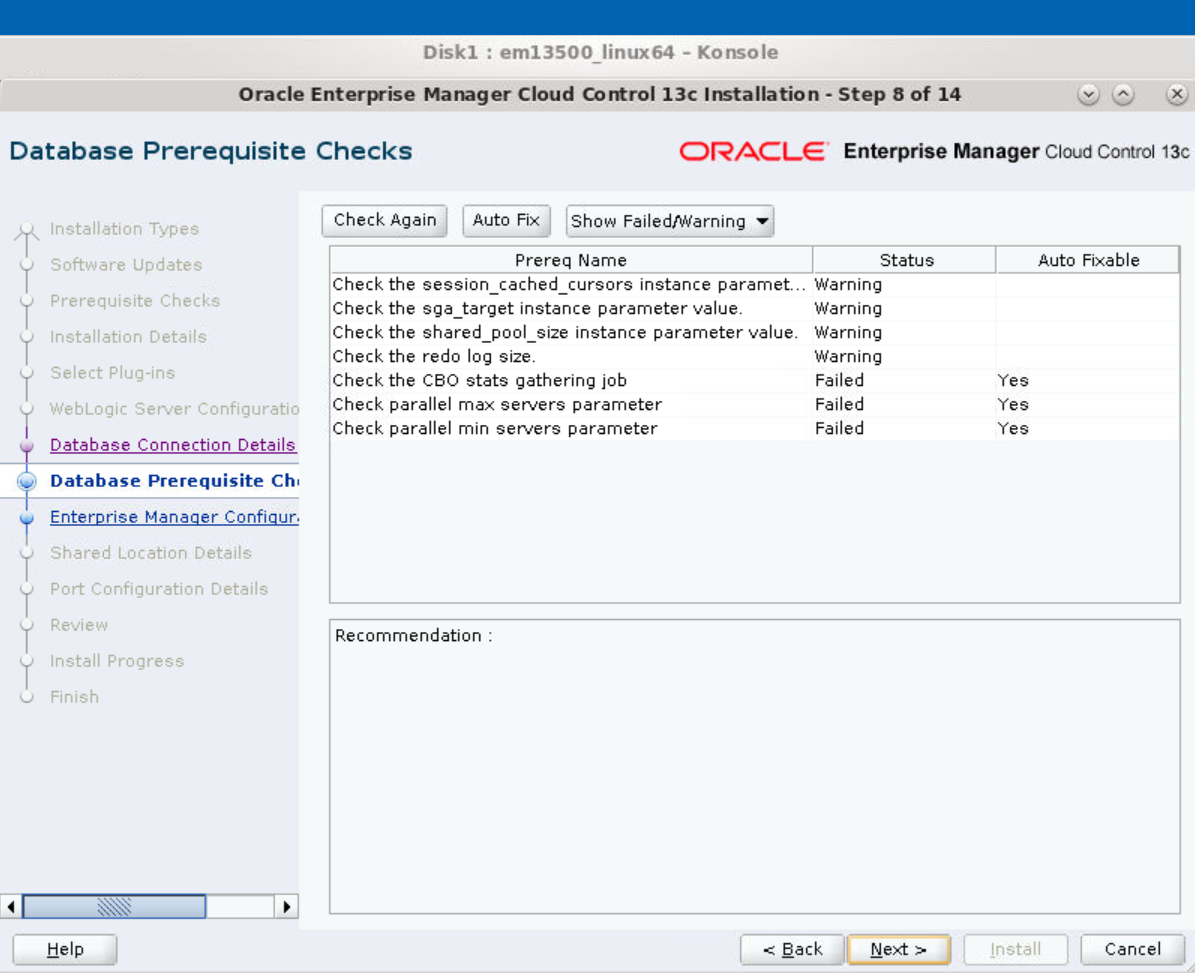 Disk1 : em13500_linux64 – Konsole
Oracle Enterprise Manager Cloud Control 13c Installation - Step 8 of 14
Database Prerequisite Checks
ORACLE Enterprise Manager Cloud Control 13c
Installation Types
Software Updates
Prerequisite Checks
Installation Details
Select Plug-ins
WebLogic Server Configuratio
Database Connection Details
Database Prerequisite Che
Enterprise Manager Configura
Shared Location Details
Port Configuration Details
Review
Install Progress
Finish
Check Again Auto Fix Show Failed/Warning
Prereq Name Status Auto Fixable
Check the session_cached_cursors instance paramet... Warning
Check the sga_target instance parameter value. Warning
Check the shared_pool_size instance parameter value. Warning
Check the redo log size. Warning
Check the CBO stats gathering job Failed Yes
Check parallel max servers parameter Failed Yes
Check parallel min servers parameter Failed Yes
Recommendation :
Help < Back Next > Install Cancel